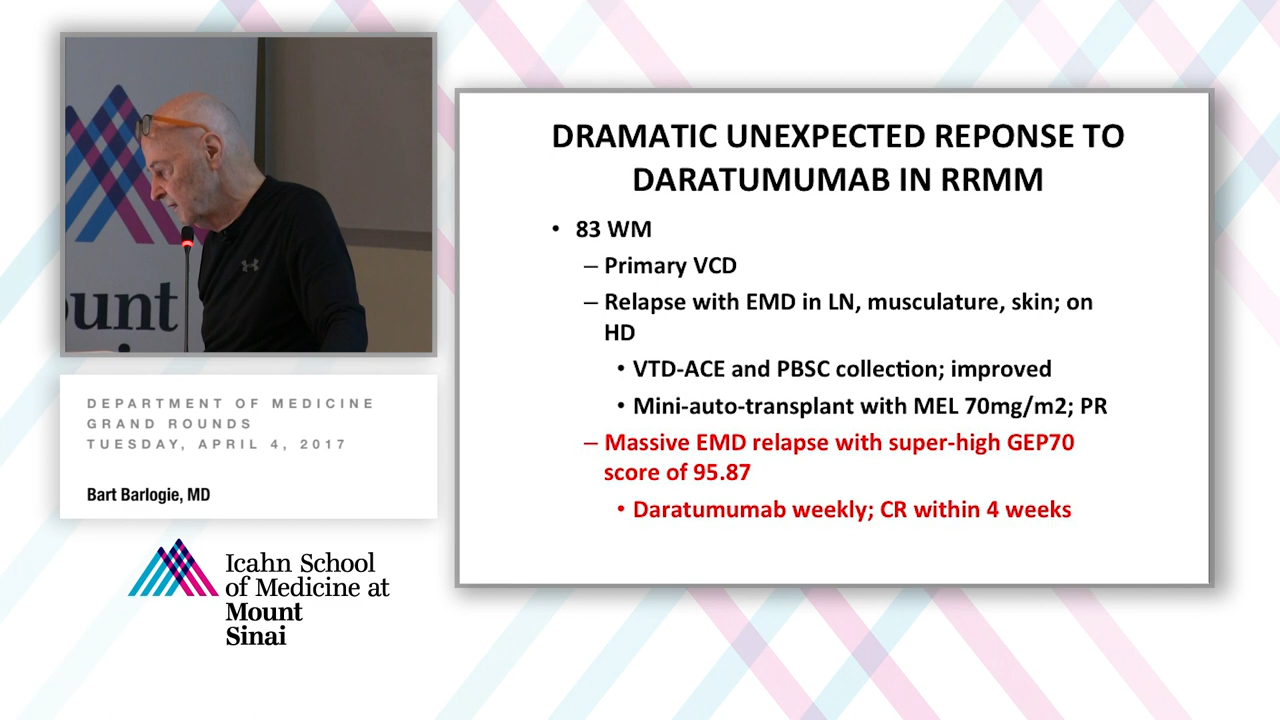 ount
DEPARTMENT OF MEDICINE
GRAND ROUNDS
TUESDAY, APRIL 4, 2017
Bart Barlogie, MD
Icahn School
of Medicine at
Mount
Sinai
DRAMATIC UNEXPECTED REPONSE TO
DARATUMUMAB IN RRMM
• 83 WM
– Primary VCD
– Relapse with EMD in LN, musculature, skin; on
HD
• VTD-ACE and PBSC collection; improved
• Mini-auto-transplant with MEL 70mg/m2; PR
– Massive EMD relapse with super-high GEP70
score of 95.87
• Daratumumab weekly; CR within 4 weeks